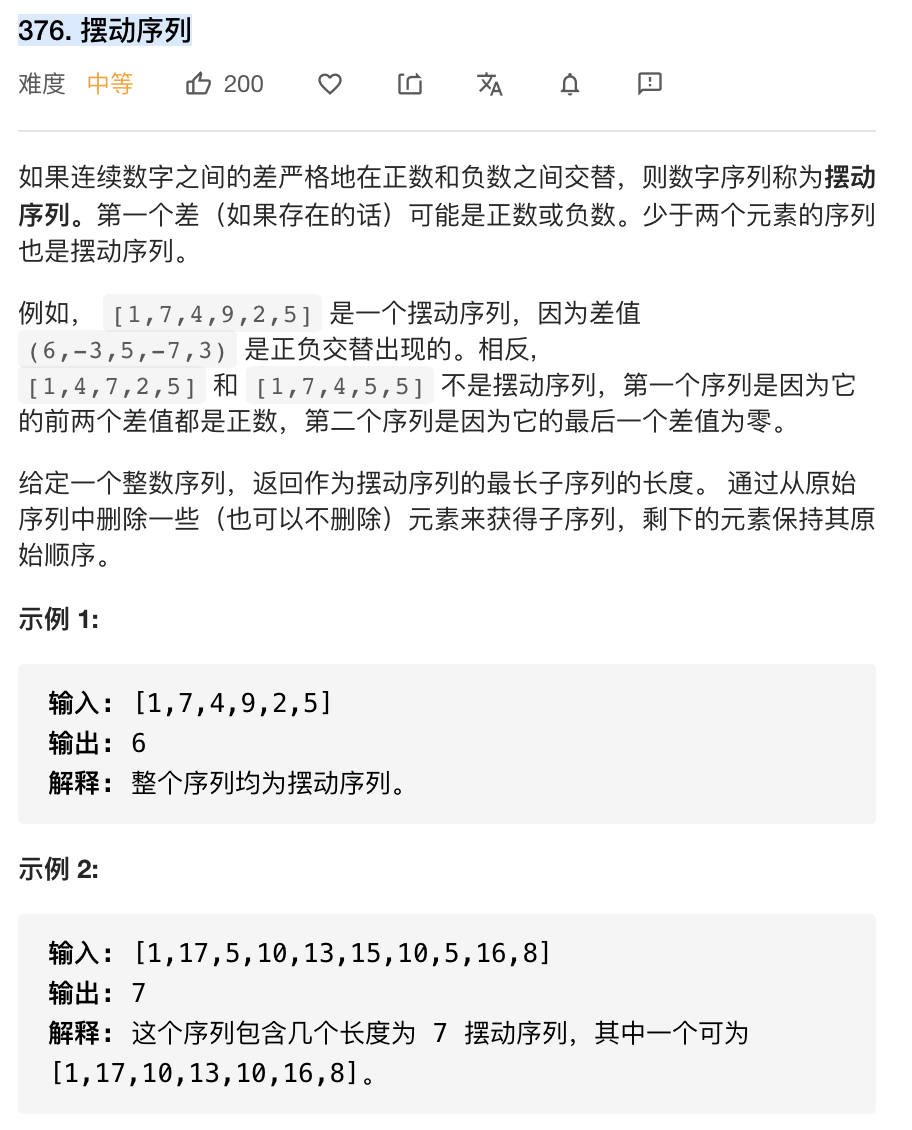 376. 摆动序列
难度 中等 200
如果连续数字之间的差严格地在正数和负数之间交替，则数字序列称为摆动
序列。第一个差（如果存在的话）可能是正数或负数。少于两个元素的序列
也是摆动序列。
例如， [1,7,4,9,2,5] 是一个摆动序列，因为差值
(6,-3,5,-7,3) 是正负交替出现的。相反,
[1,4,7,2,5] 和 [1,7,4,5,5] 不是摆动序列，第一个序列是因为它
的前两个差值都是正数，第二个序列是因为它的最后一个差值为零。
给定一个整数序列，返回作为摆动序列的最长子序列的长度。 通过从原始
序列中删除一些（也可以不删除）元素来获得子序列，剩下的元素保持其原
始顺序。
示例 1:
输入: [1,7,4,9,2,5]
输出: 6
解释: 整个序列均为摆动序列。
示例 2:
输入: [1,17,5,10,13,15,10,5,16,8]
输出: 7
解释: 这个序列包含几个长度为 7 摆动序列，其中一个可为
[1,17,10,13,10,16,8]。